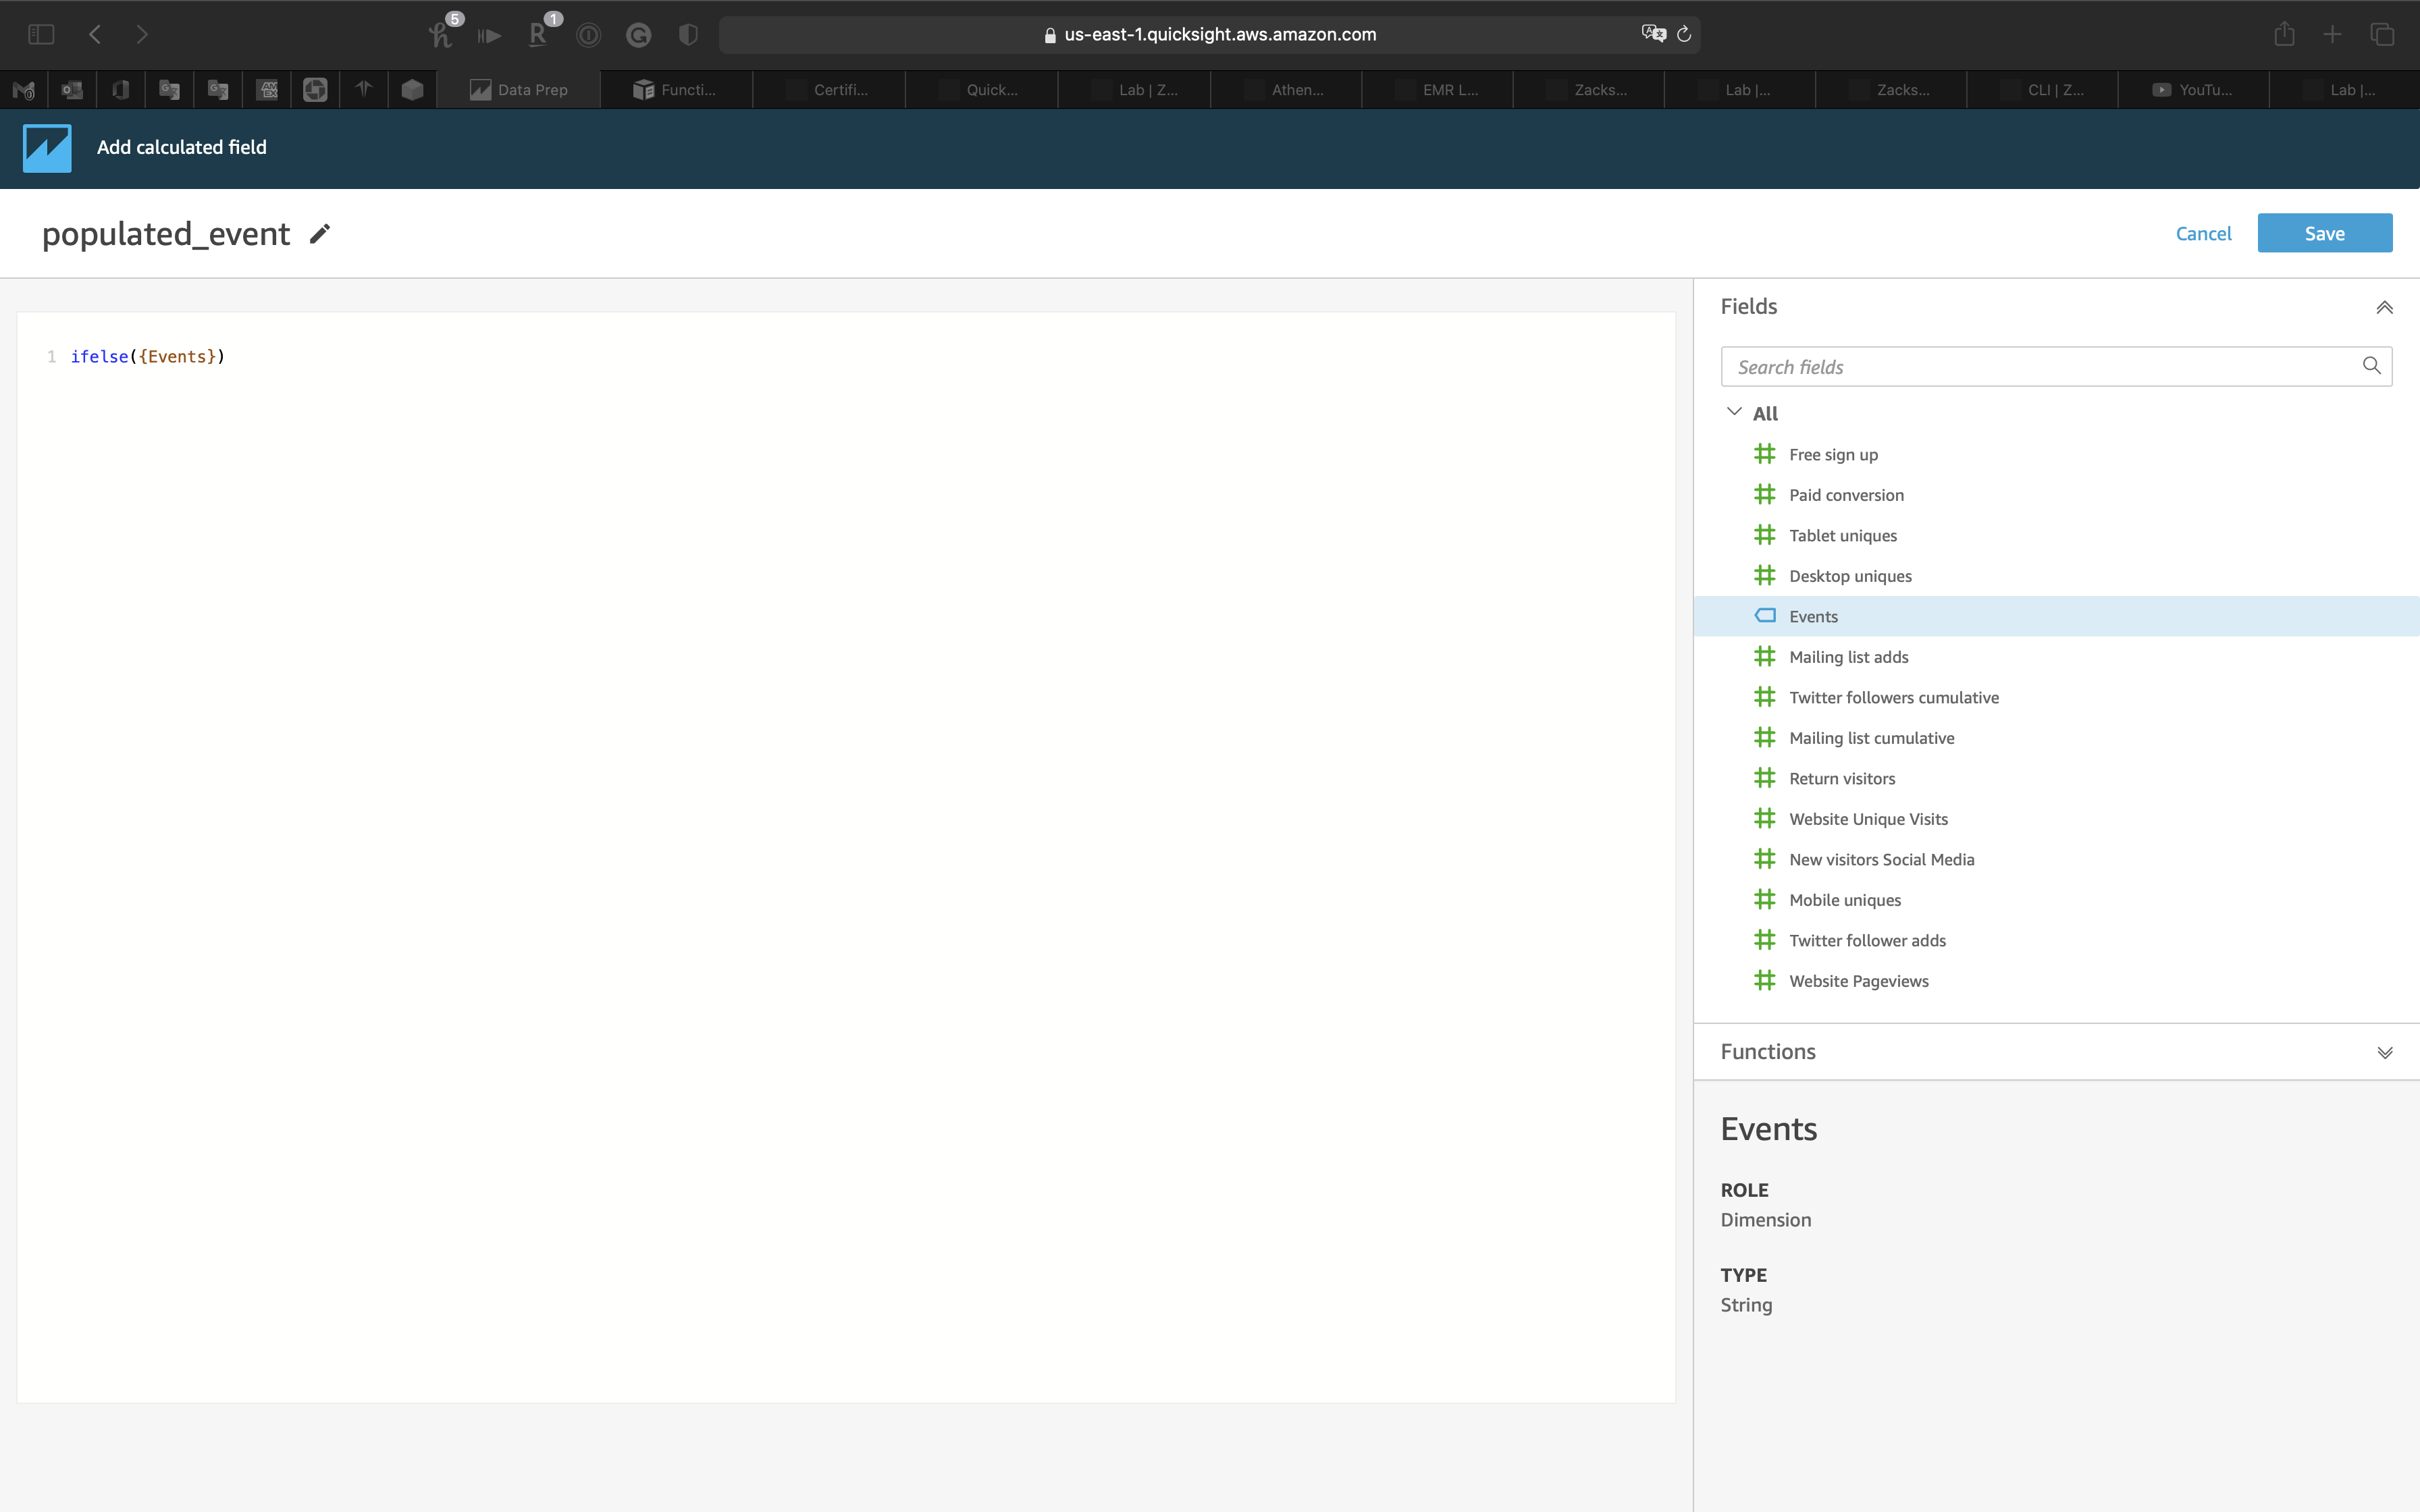 5
1
us-east-1.quicksight.aws.amazon.com
Data Prep
Functi...
Certifi...
Quick...
Lab | Z...
Athen...
EMR L...
Zacks...
Lab |...
Zacks...
CLI | Z...
YouTu...
Lab |...
Add calculated field
populated_event
Cancel
Save
1 ifelse({Events})
Fields
Search fields
All
Free sign up
Paid conversion
Tablet uniques
Desktop uniques
Events
Mailing list adds
Twitter followers cumulative
Mailing list cumulative
Return visitors
Website Unique Visits
New visitors Social Media
Mobile uniques
Twitter follower adds
Website Pageviews
Functions
Events
ROLE
Dimension
TYPE
String